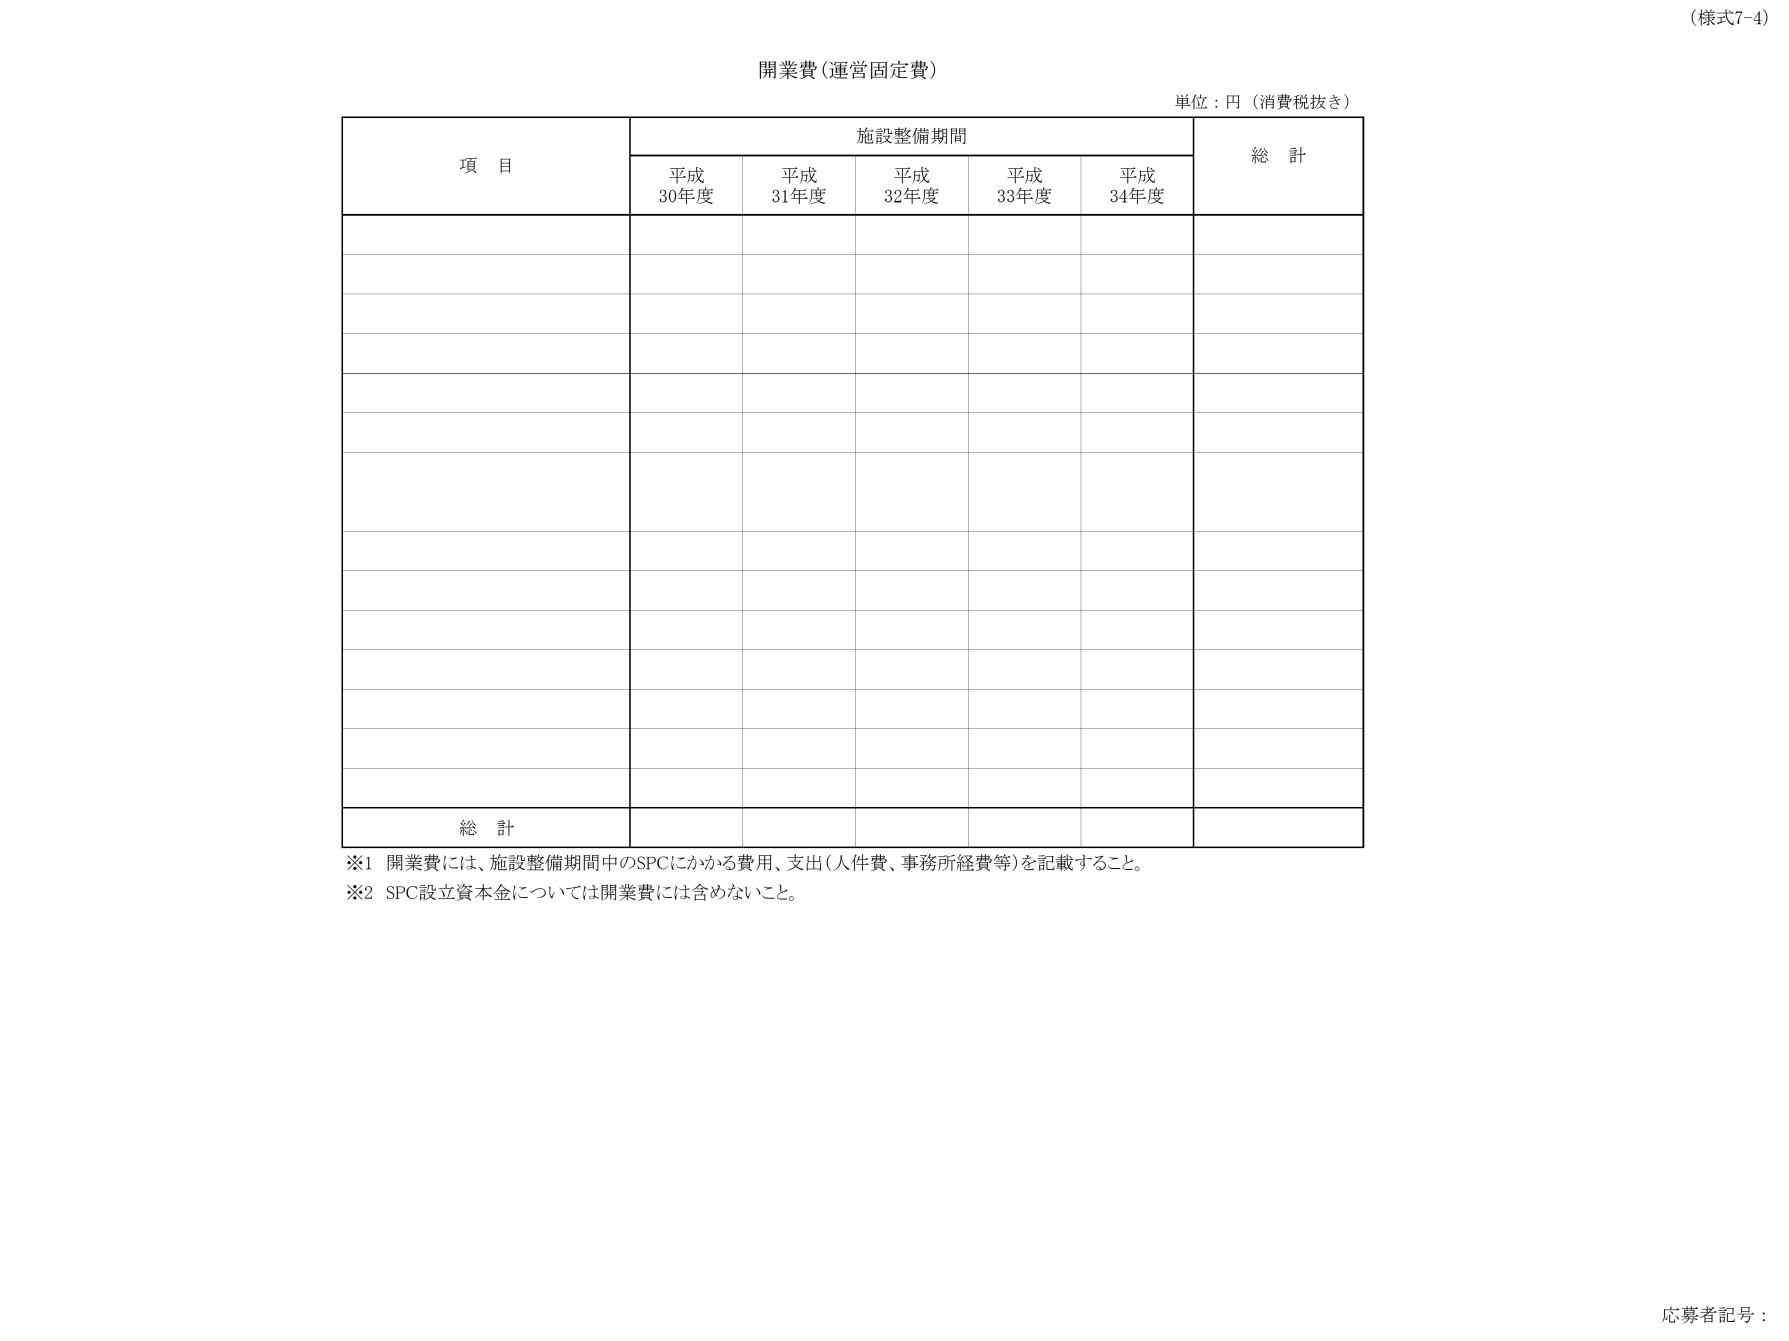 （様式7-4）
開業費（運営固定費）
単位：円（消費税抜き）
項　目
施設整備期間
総　計
平成
30年度
平成
31年度
平成
32年度
平成
33年度
平成
34年度
総　計
※1　開業費には、施設整備期間中のSPCにかかる費用、支出（人件費、事務所経費等）を記載すること。
※2　SPC設立資本金については開業費には含めないこと。
応募者記号：